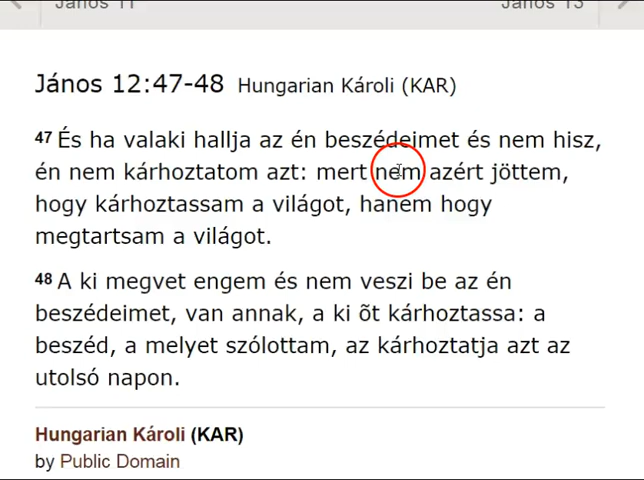 János 11 János 13
János 12:47-48 Hungarian Károli (KAR)
47 És ha valaki hallja az én beszédeimet és nem hisz,
én nem kárhoztatom azt: mert nem azért jöttem,
hogy kárhoztassam a világot, hanem hogy
megtartsam a világot.
48 A ki megvet engem és nem veszi be az én
beszédeimet, van annak, a ki õt kárhoztassa: a
beszéd, a melyet szólottam, az kárhoztatja azt az
utolsó napon.
Hungarian Károli (KAR)
by Public Domain